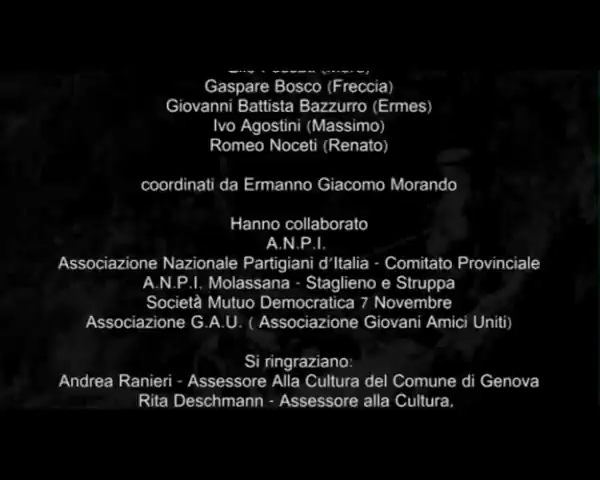 Gaspare Bosco (Freccia)
Giovanni Battista Bazzurro (Ermes)
Ivo Agostini (Massimo)
Romeo Noceti (Renato)
coordinati da Ermanno Giacomo Morando
Hanno collaborato
A.N.P.I.
Associazione Nazionale Partigiani d'Italia - Comitato Provinciale
A.N.P.I. Molassana - Staglieno e Struppa
Società Mutuo Democratica 7 Novembre
Associazione G.A.U. ( Associazione Giovani Amici Uniti)
Si ringraziano:
Andrea Ranieri - Assessore Alla Cultura del Comune di Genova
Rita Deschmann - Assessore alla Cultura,